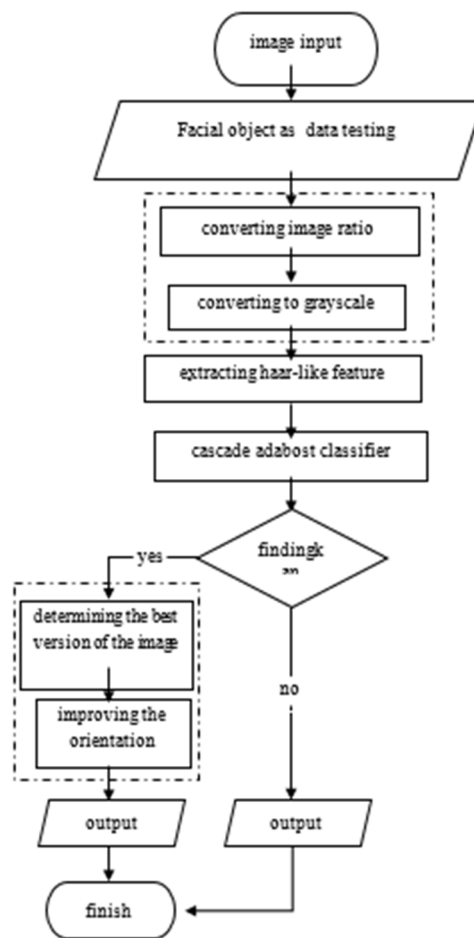 image input
Facial object as data testing
converting image ratio
converting to grayscale
extracting haar-like feature
cascade adabost classifier
findingk
yes
no
determining the best
version of the image
improving the
orientation
output
output
finish